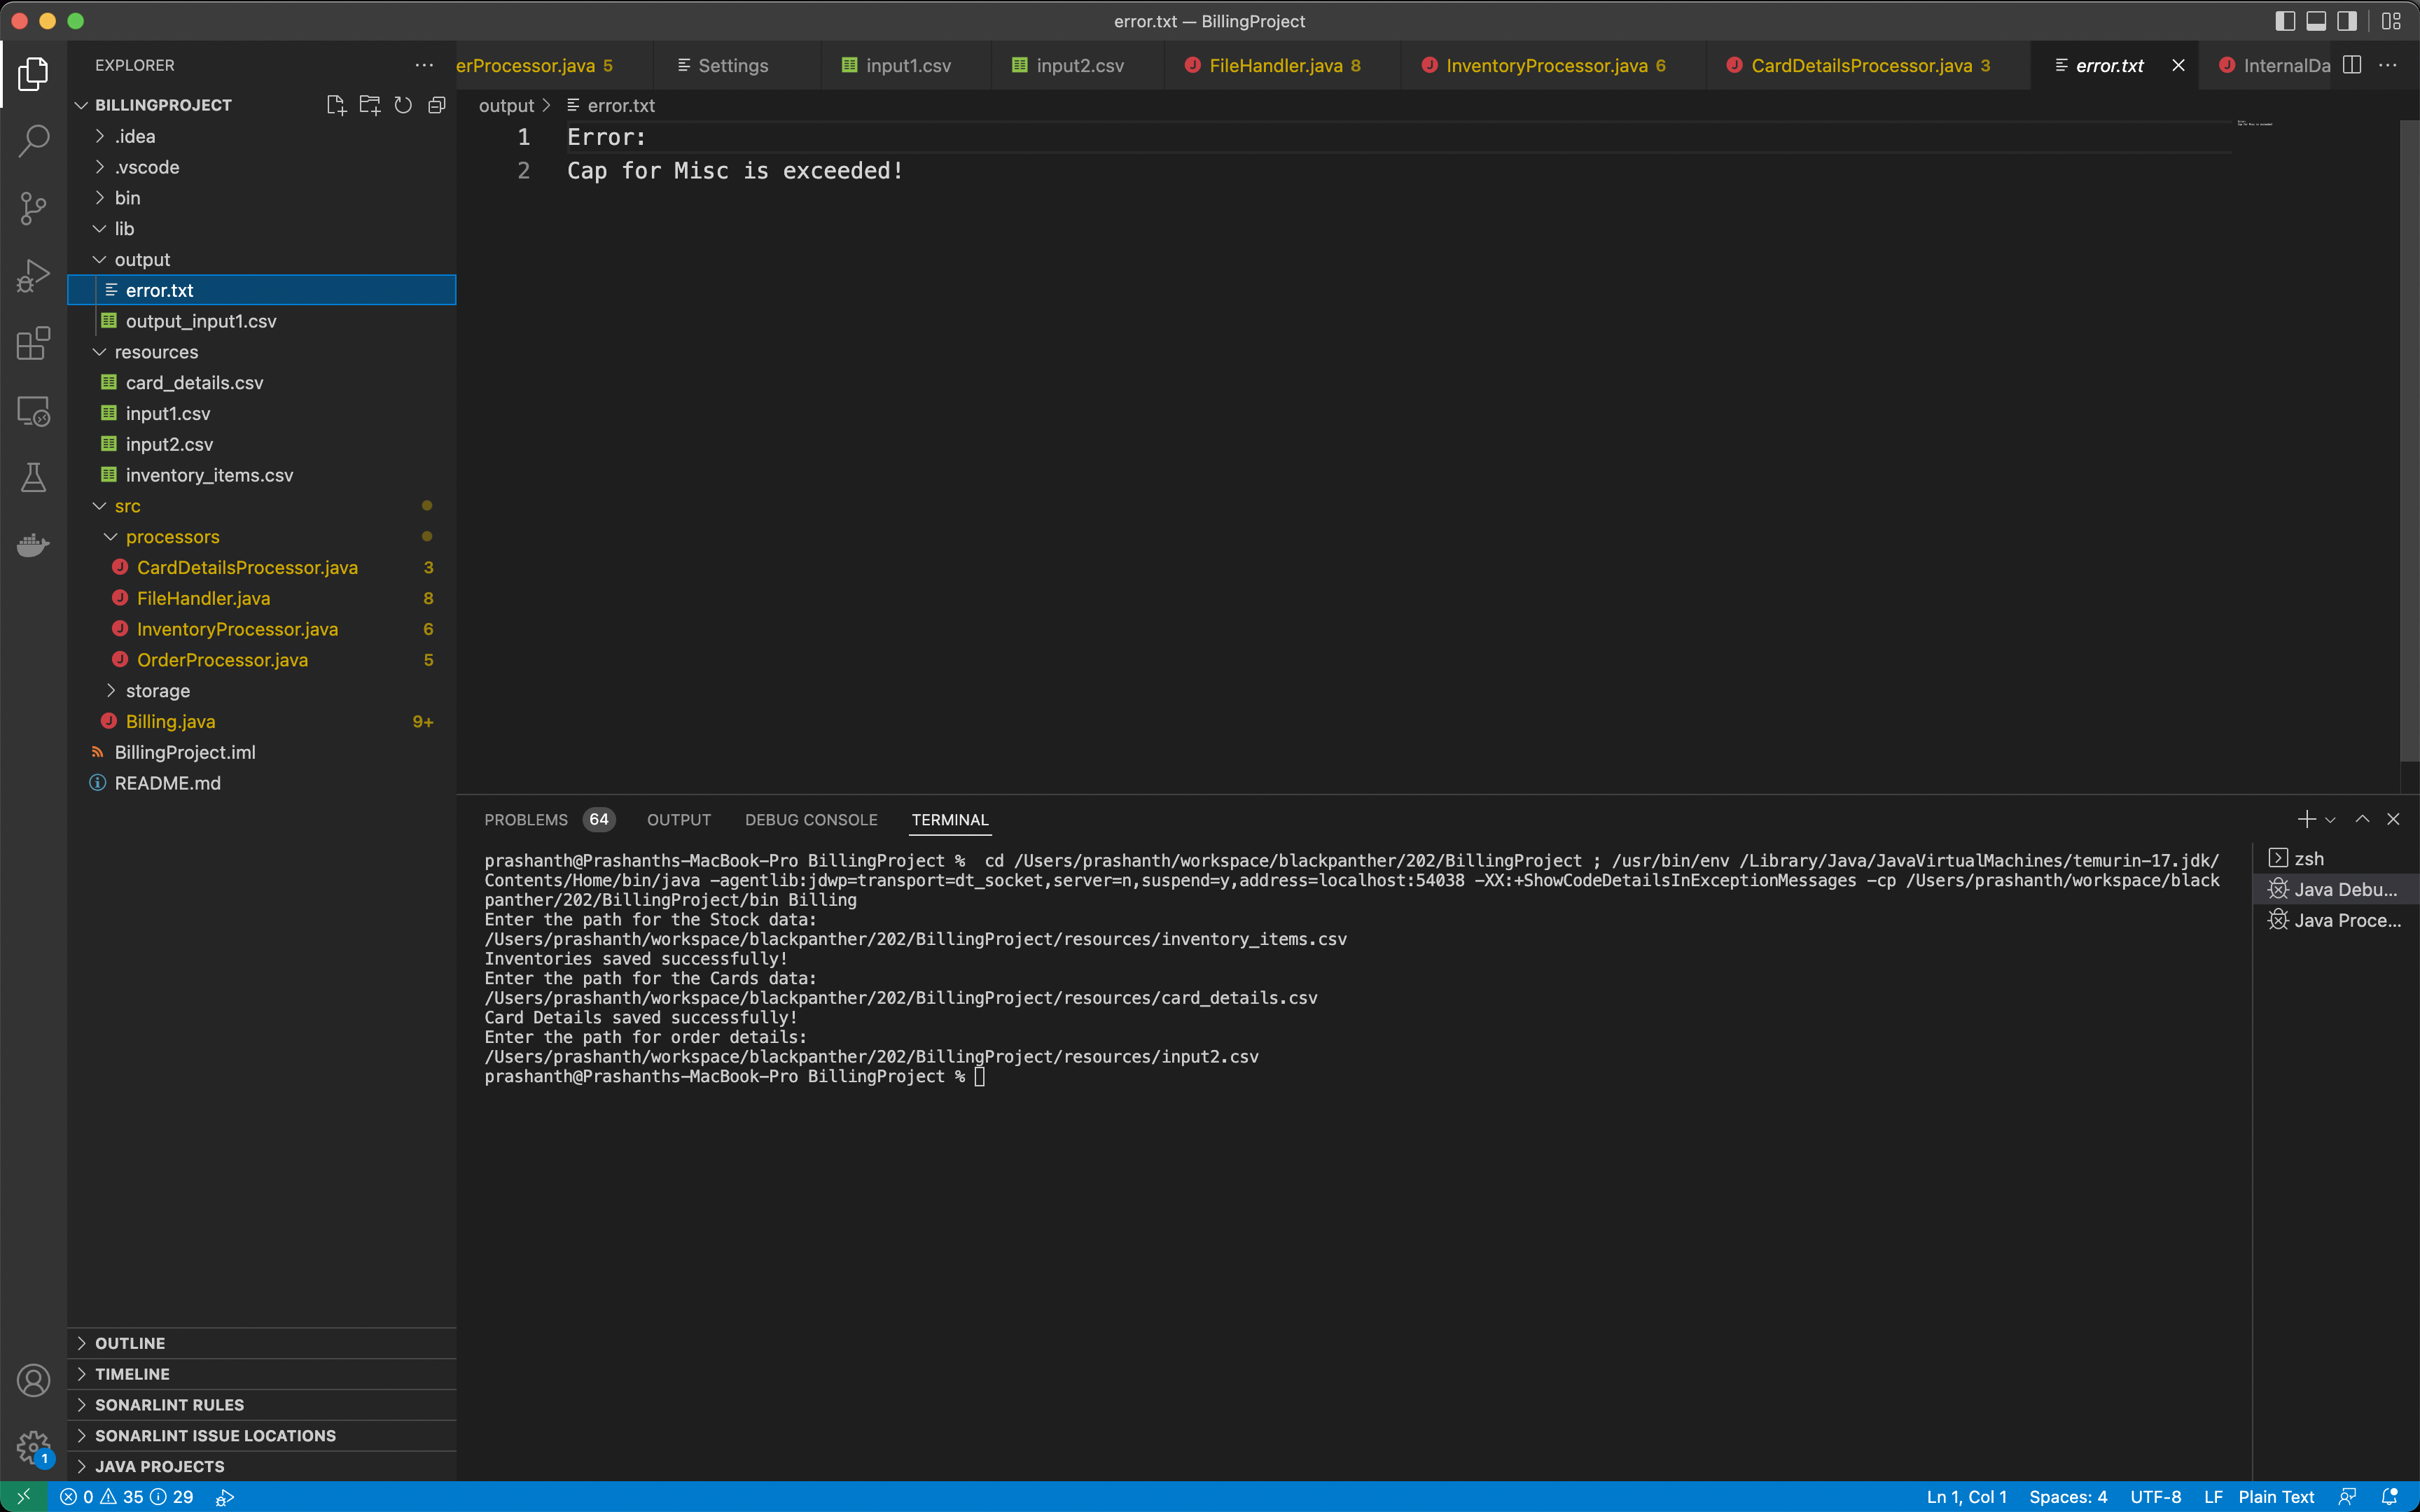 error.txt — BillingProject
EXPLORER
erProcessor.java 5
Settings
input1.csv
input2.csv
FileHandler.java 8
InventoryProcessor.java 6
CardDetailsProcessor.java 3
error.txt
InternalDa
BILLINGPROJECT
.idea
.vscode
bin
lib
output
error.txt
output_input1.csv
resources
card_details.csv
input1.csv
input2.csv
inventory_items.csv
src
processors
CardDetailsProcessor.java 3
FileHandler.java 8
InventoryProcessor.java 6
OrderProcessor.java 5
storage
Billing.java 9+
BillingProject.iml
README.md
OUTLINE
TIMELINE
SONARLINT RULES
SONARLINT ISSUE LOCATIONS
JAVA PROJECTS
1
output > error.txt
1 Error:
2 Cap for Misc is exceeded!
PROBLEMS 64 OUTPUT DEBUG CONSOLE TERMINAL
prashanth@Prashanths-MacBook-Pro BillingProject %  cd /Users/prashanth/workspace/blackpanther/202/BillingProject ; /usr/bin/env /Library/Java/JavaVirtualMachines/temurin-17.jdk/
Contents/Home/bin/java -agentlib:jdwp=transport=dt_socket,server=n,suspend=y,address=localhost:54038 -XX:+ShowCodeDetailsInExceptionMessages -cp /Users/prashanth/workspace/black
panther/202/BillingProject/bin Billing
Enter the path for the Stock data:
/Users/prashanth/workspace/blackpanther/202/BillingProject/resources/inventory_items.csv
Inventories saved successfully!
Enter the path for the Cards data:
/Users/prashanth/workspace/blackpanther/202/BillingProject/resources/card_details.csv
Card Details saved successfully!
Enter the path for order details:
/Users/prashanth/workspace/blackpanther/202/BillingProject/resources/input2.csv
prashanth@Prashanths-MacBook-Pro BillingProject %
zsh
Java Debu...
Java Proce...
0 35 29
Ln 1, Col 1 Spaces: 4 UTF-8 LF Plain Text